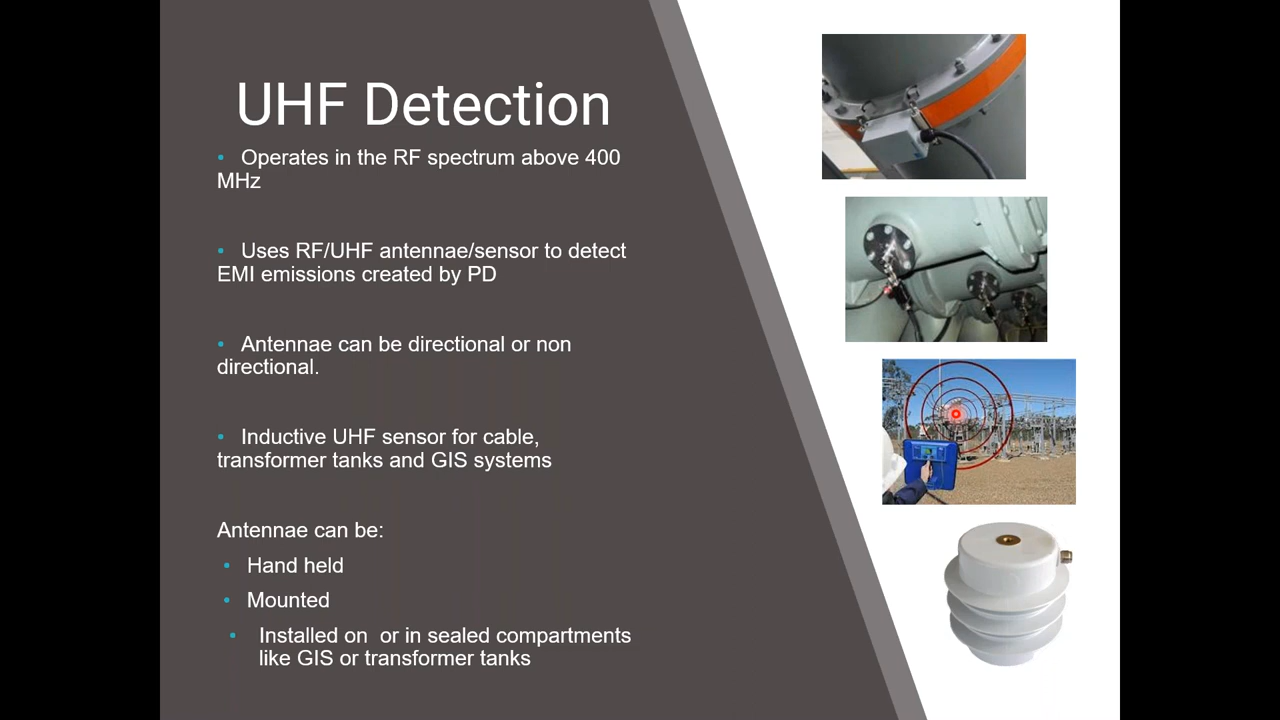 UHF Detection
• Operates in the RF spectrum above 400
MHz
• Uses RF/UHF antennae/sensor to detect
EMI emissions created by PD
• Antennae can be directional or non
directional.
• Inductive UHF sensor for cable,
transformer tanks and GIS systems
Antennae can be:
• Hand held
• Mounted
• Installed on or in sealed compartments
like GIS or transformer tanks